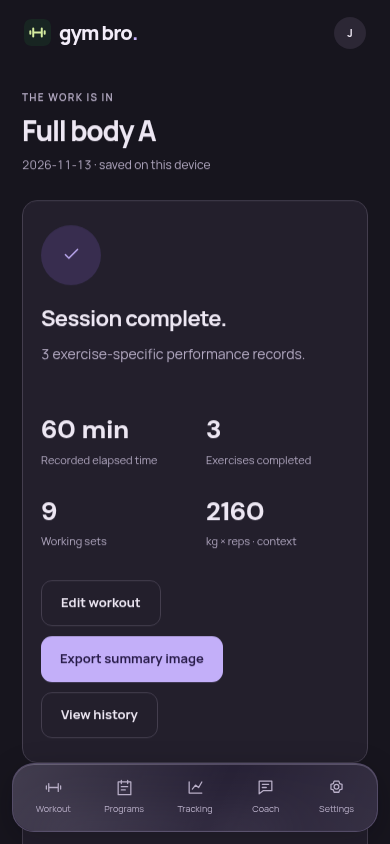 gym bro.
J
THE WORK IS IN
Full body A
2026-11-13 · saved on this device
Session complete.
3 exercise-specific performance records.
60 min
Recorded elapsed time
3
Exercises completed
9
Working sets
2160
kg × reps · context
Edit workout
Export summary image
View history
Workout
Programs
Tracking
Coach
Settings